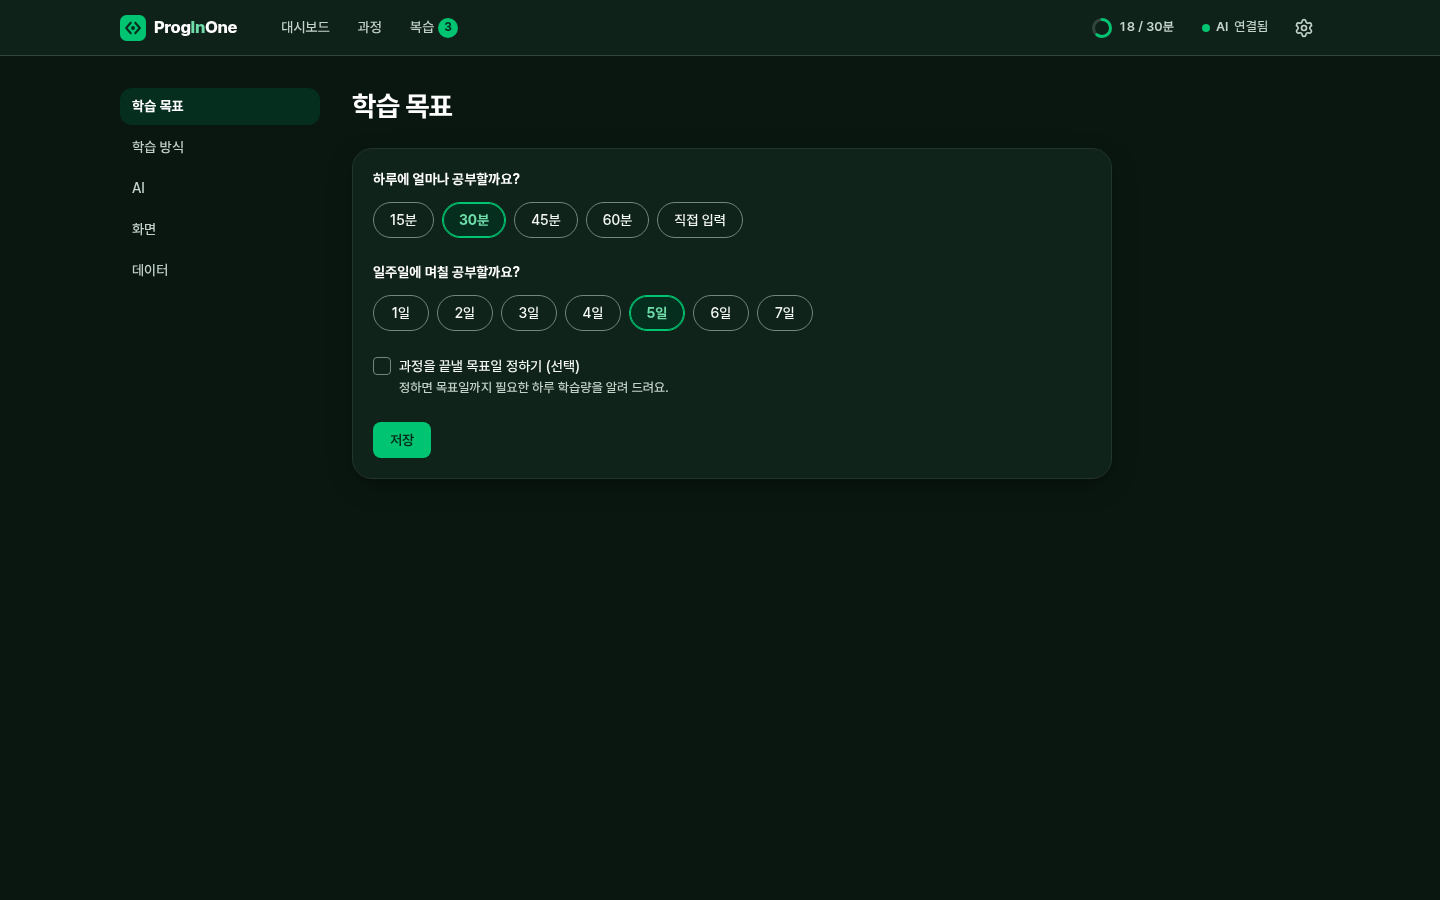 ProgInOne 대시보드 과정 복습 3 18 / 30분 AI 연결됨
학습 목표
학습 방식
AI
화면
데이터
학습 목표
하루에 얼마나 공부할까요?
15분 30분 45분 60분 직접 입력
일주일에 며칠 공부할까요?
1일 2일 3일 4일 5일 6일 7일
과정을 끝낼 목표일 정하기 (선택)
정하면 목표일까지 필요한 하루 학습량을 알려 드려요.
저장